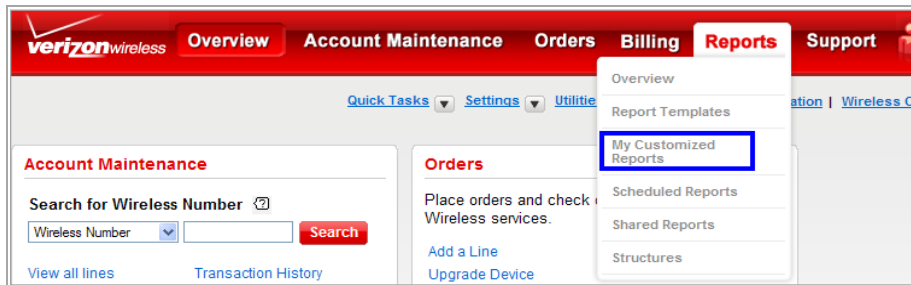 verizonwireless Overview Account Maintenance Orders Billing Reports Support
Overview
Quick Tasks Settings
Report Templates
My Customized
Reports
Scheduled Reports
Shared Reports
Structures
Account Maintenance
Search for Wireless Number
Wireless Number Search
View all lines Transaction History
Orders
Place orders and check
Wireless services.
Add a Line
Upgrade Device
| Wireless